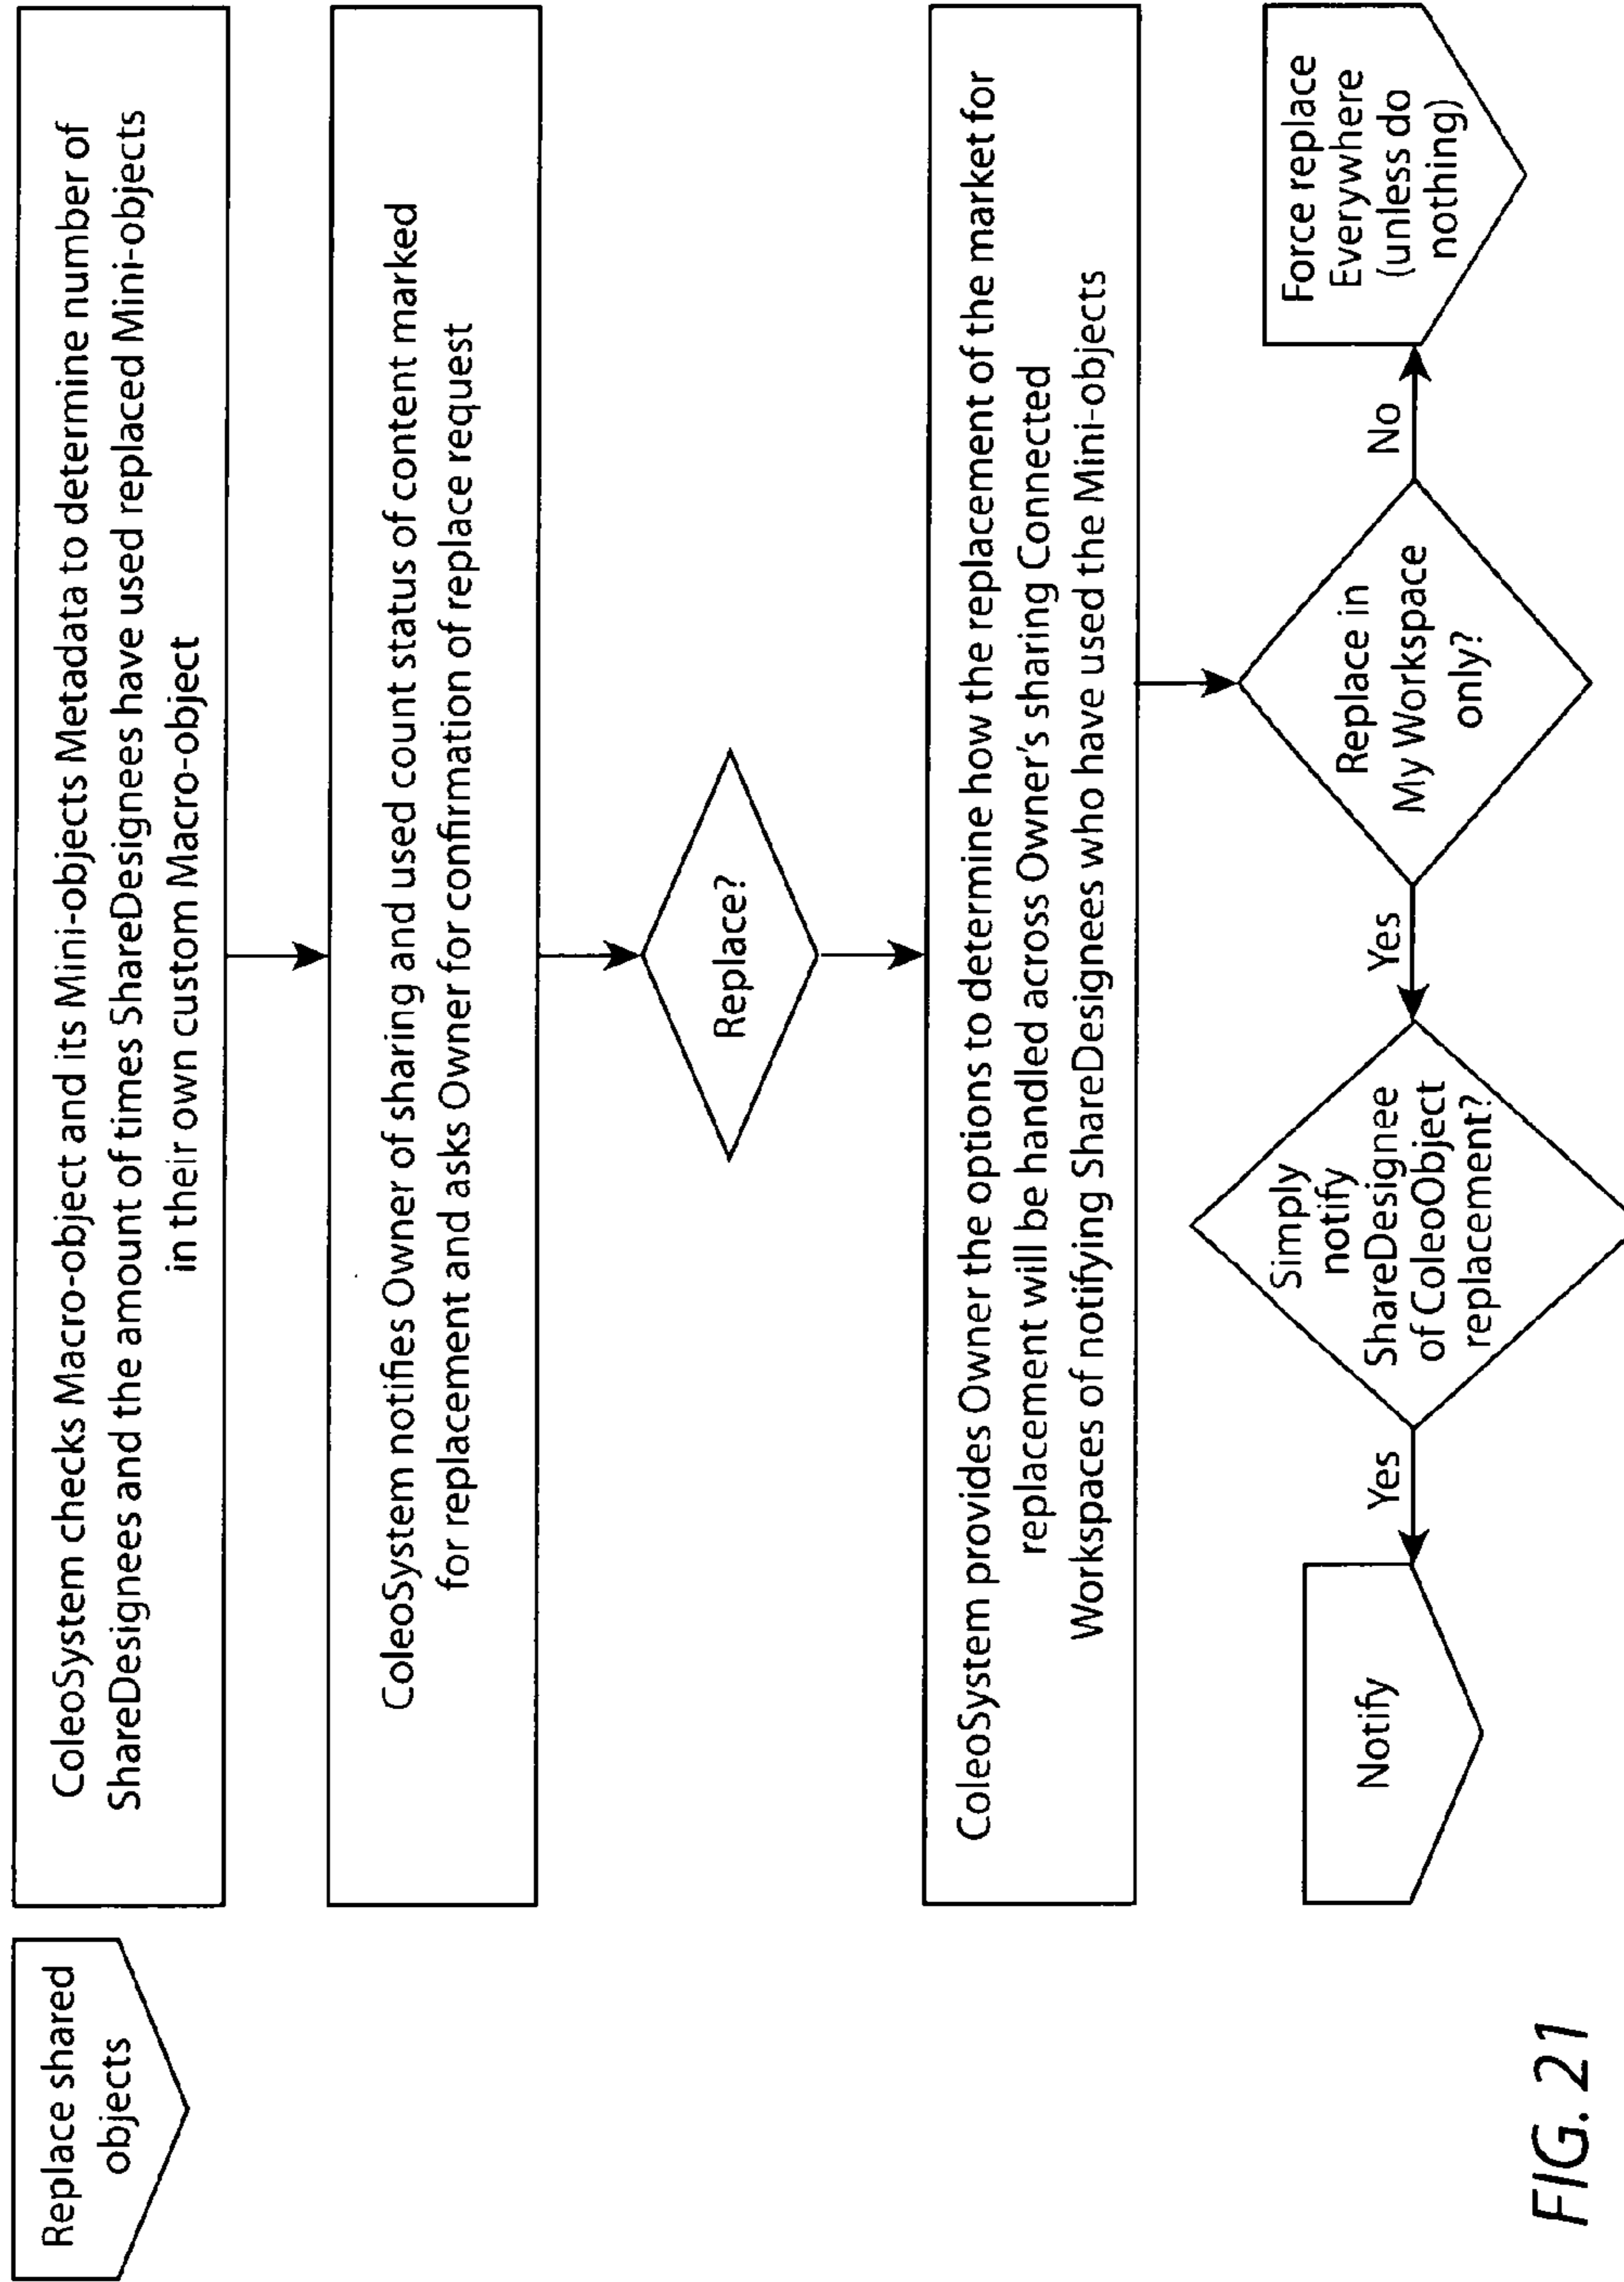 Replace shared
objects
ColeoSystem checks Macro-object and its Mini-objects Metadata to determine number of
ShareDesignees and the amount of times ShareDesignees have used replaced Mini-objects
in their own custom Macro-object
ColeoSystem notifies Owner of sharing and used count status of content marked
for replacement and asks Owner for confirmation of replace request
Replace?
ColeoSystem provides Owner the options to determine how the replacement of the market for
replacement will be handled across Owner's sharing Connected
Workspaces of notifying ShareDesignees who have used the Mini-objects
Notify
Yes
Simply
notify
ShareDesignee
of ColeoObject
replacement?
Yes
Replace in
My Workspace
only?
No
Force replace
Everywhere
(unless do
nothing)
FIG. 21